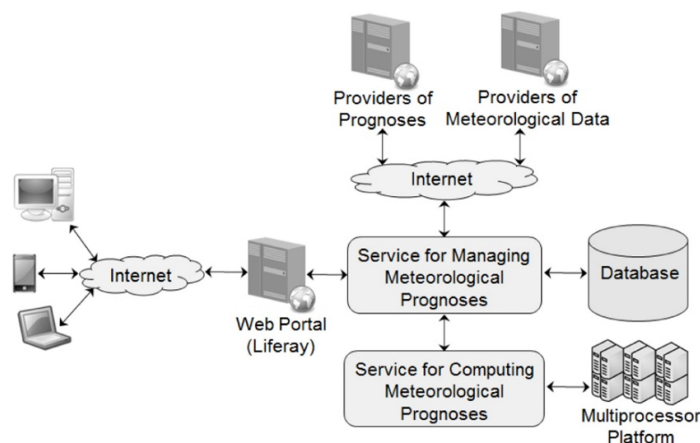 Providers of
Prognoses
Providers of
Meteorological Data
Internet
Internet
Web Portal
(Liferay)
Service for Managing
Meteorological
Prognoses
Database
Service for Computing
Meteorological
Prognoses
Multiprocessor
Platform